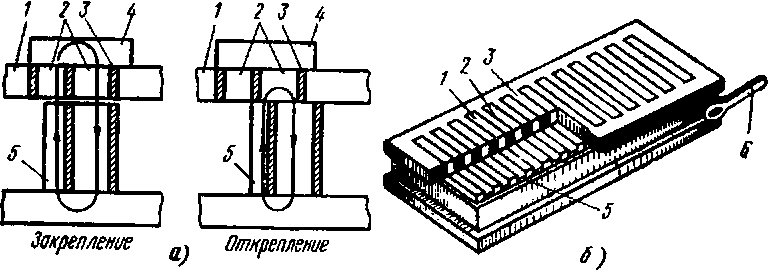 1 2 3 4
5
Закрепление
а)
1 2 3 4
5
Открепление
1 2 3
5
6
б)